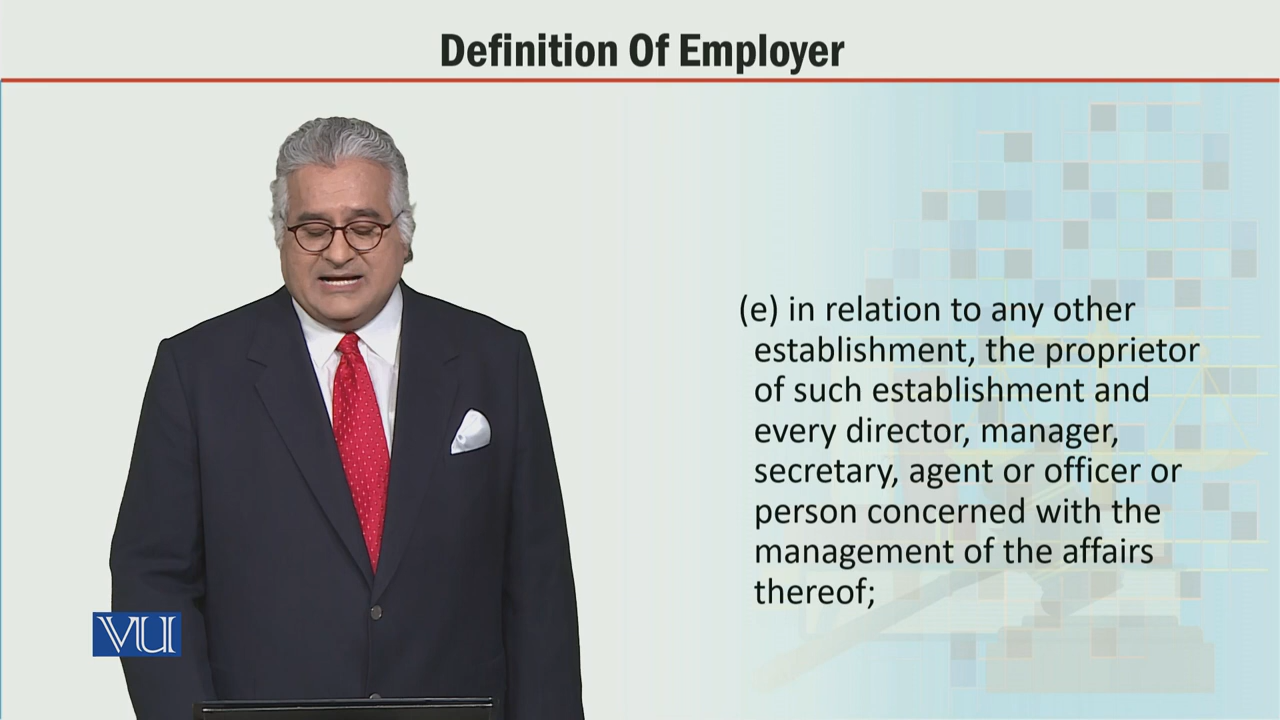 Definition Of Employer
(e) in relation to any other
establishment, the proprietor
of such establishment and
every director, manager,
secretary, agent or officer or
person concerned with the
management of the affairs
thereof;
VU